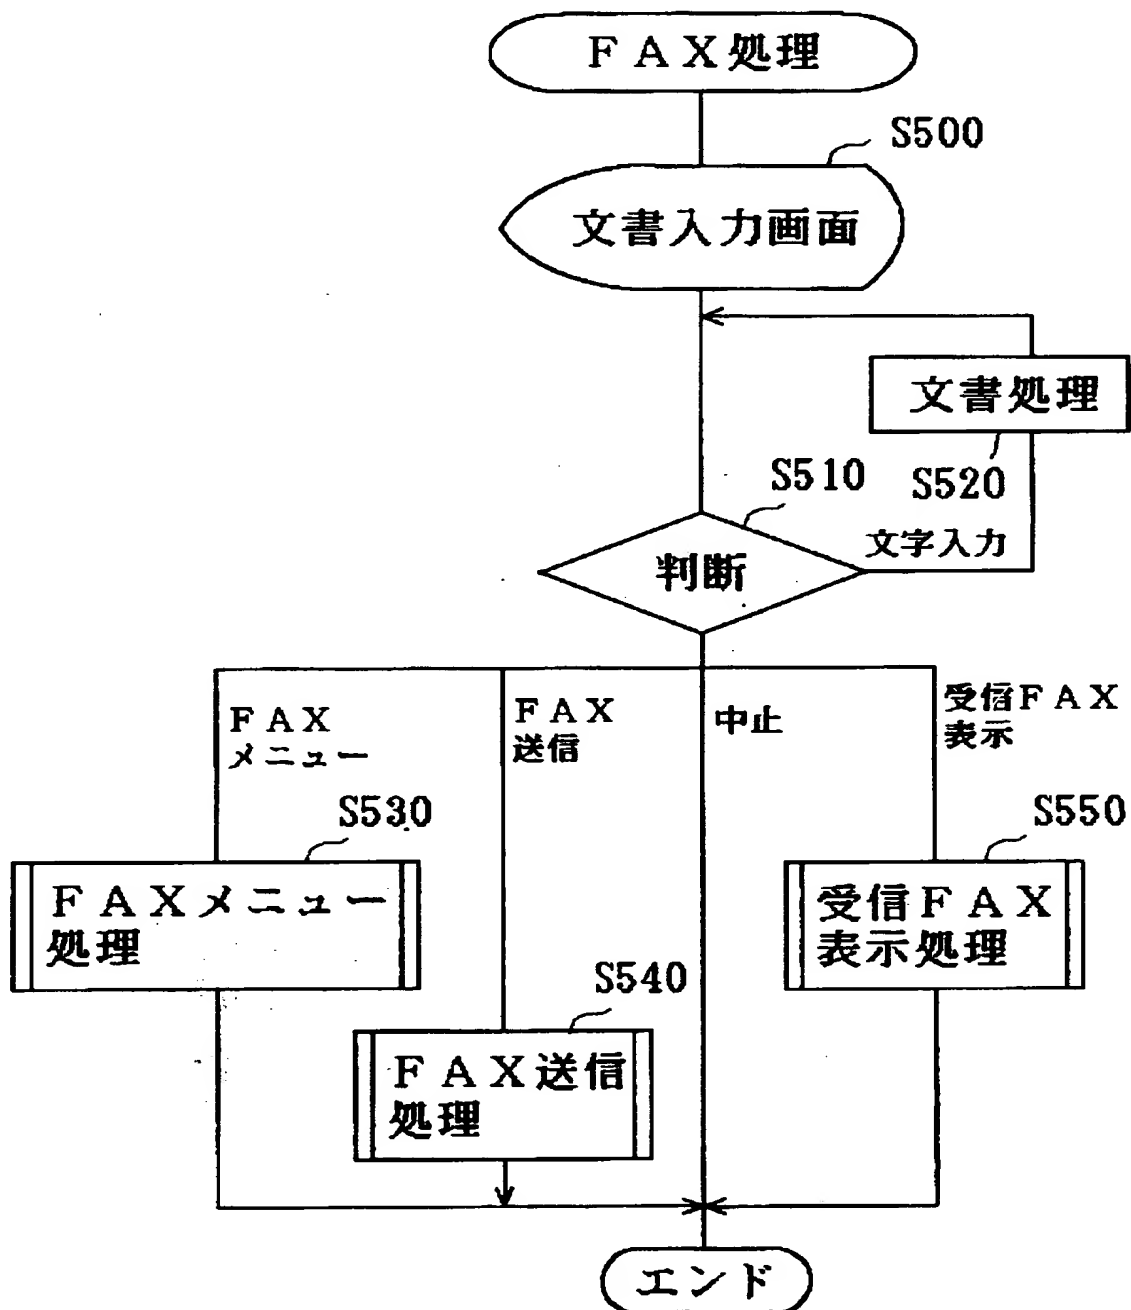 ＦＡＸ処理
S500
文書入力画面
文書処理
S520
S510
文字入力
判断
ＦＡＸ
メニュー
ＦＡＸ
送信
中止
受信ＦＡＸ
表示
S530
S550
ＦＡＸメニュー
処理
受信ＦＡＸ
表示処理
S540
ＦＡＸ送信
処理
エンド